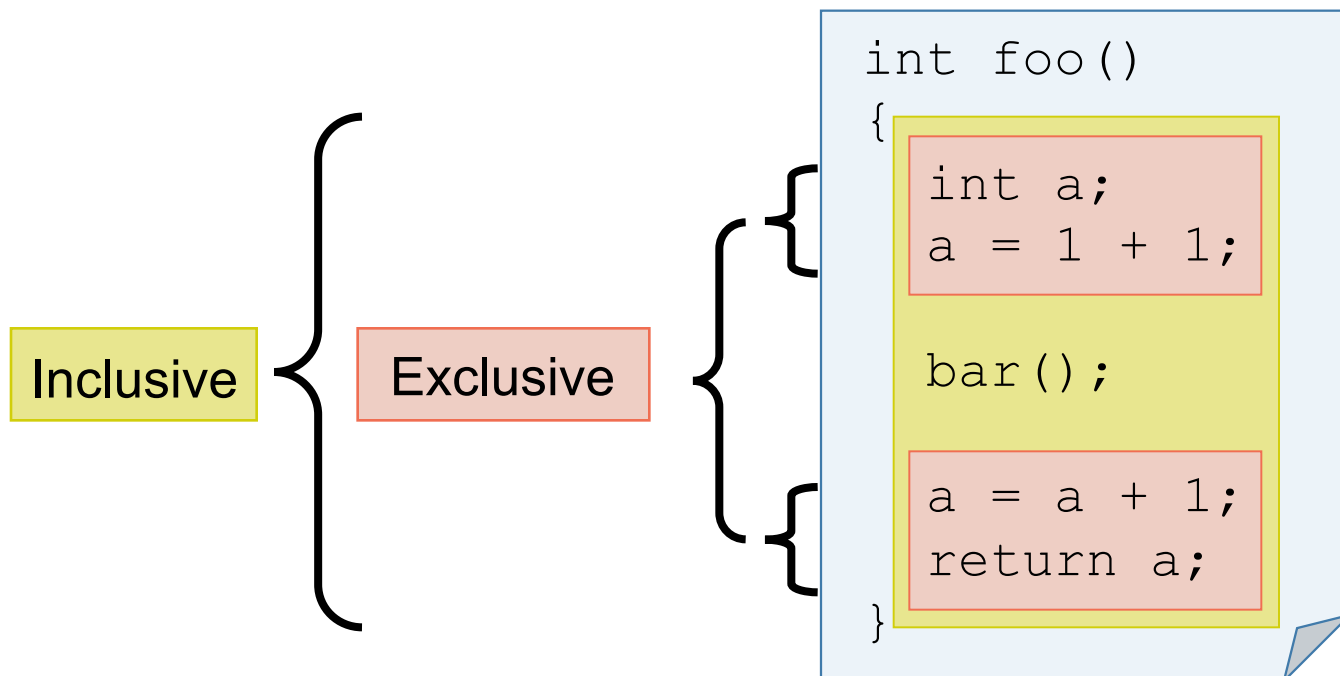 int foo()
{
int a;
a = 1 + 1;
Inclusive
Exclusive
bar();
a = a + 1;
return a;
}